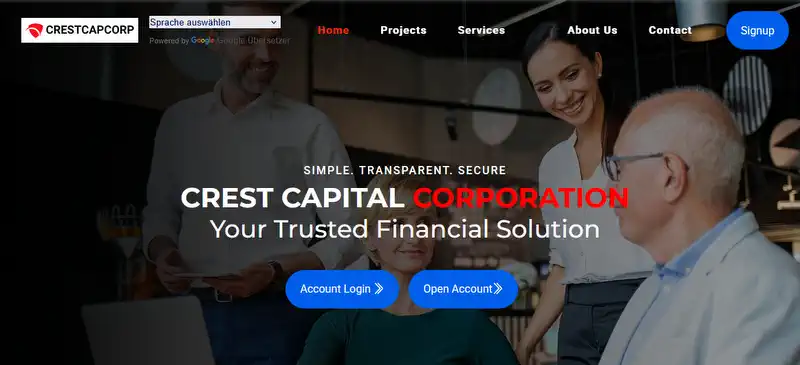 CRESTCAPCORP
Sprache auswählen
Powered by Google Google Übersetzer
Home Projects Services About Us Contact Signup
SIMPLE. TRANSPARENT. SECURE
CREST CAPITAL CORPORATION
Your Trusted Financial Solution
Account Login Open Account